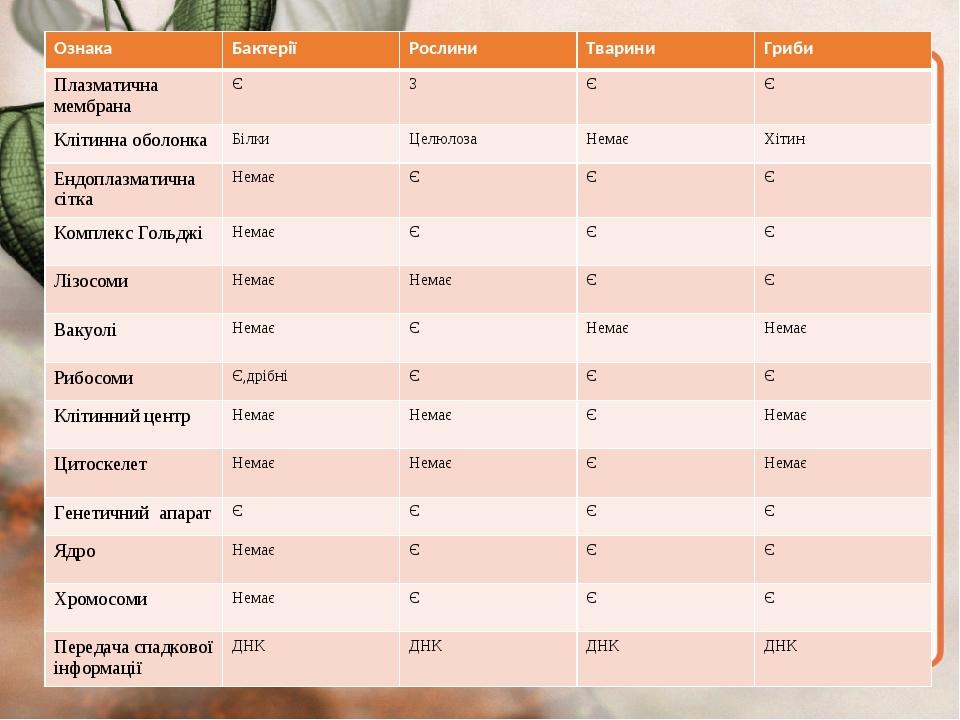 Ознака Бактерії Рослини Тварини Гриби
Плазматична Є З Є Є
мембрана
Клітинна оболонка Білки Целюлоза Немає Хітин
Ендоплазматична Немає Є Є Є
сітка
Комплекс Гольджі Немає Є Є Є
Лізосоми Немає Немає Є Є
Вакуолі Немає Є Немає Немає
Рибосоми Є,дрібні Є Є Є
Клітинний центр Немає Немає Є Немає
Цитоскелет Немає Немає Є Немає
Генетичний апарат Є Є Є Є
Ядро Немає Є Є Є
Хромосоми Немає Є Є Є
Передача спадкової ДНК ДНК ДНК ДНК
інформації